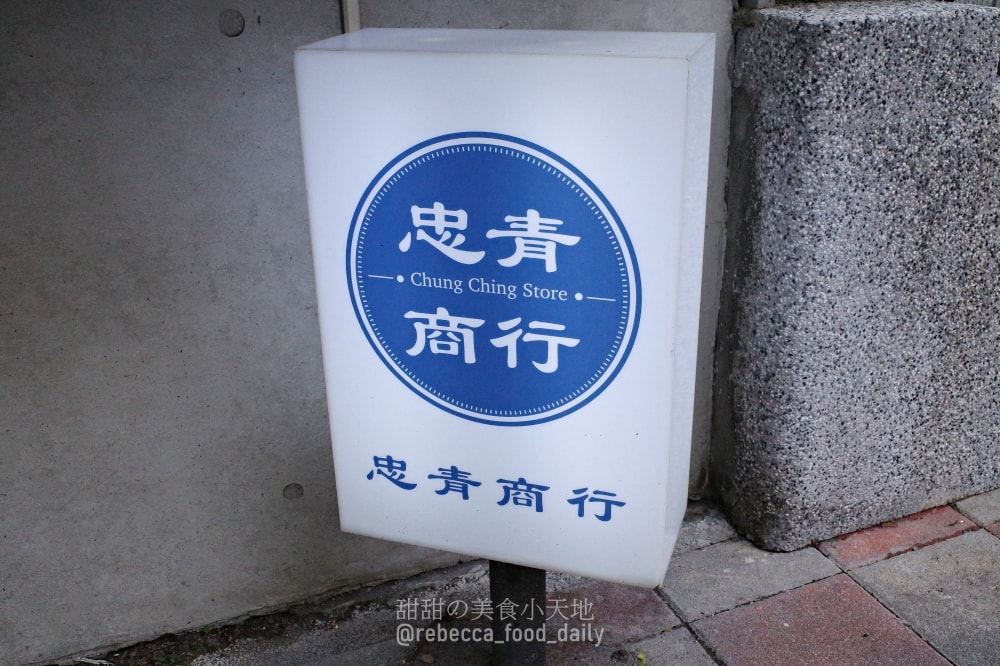 忠青
Chung Ching Store
商行
忠青商行
甜甜の美食小天地
@rebecca_food_daily